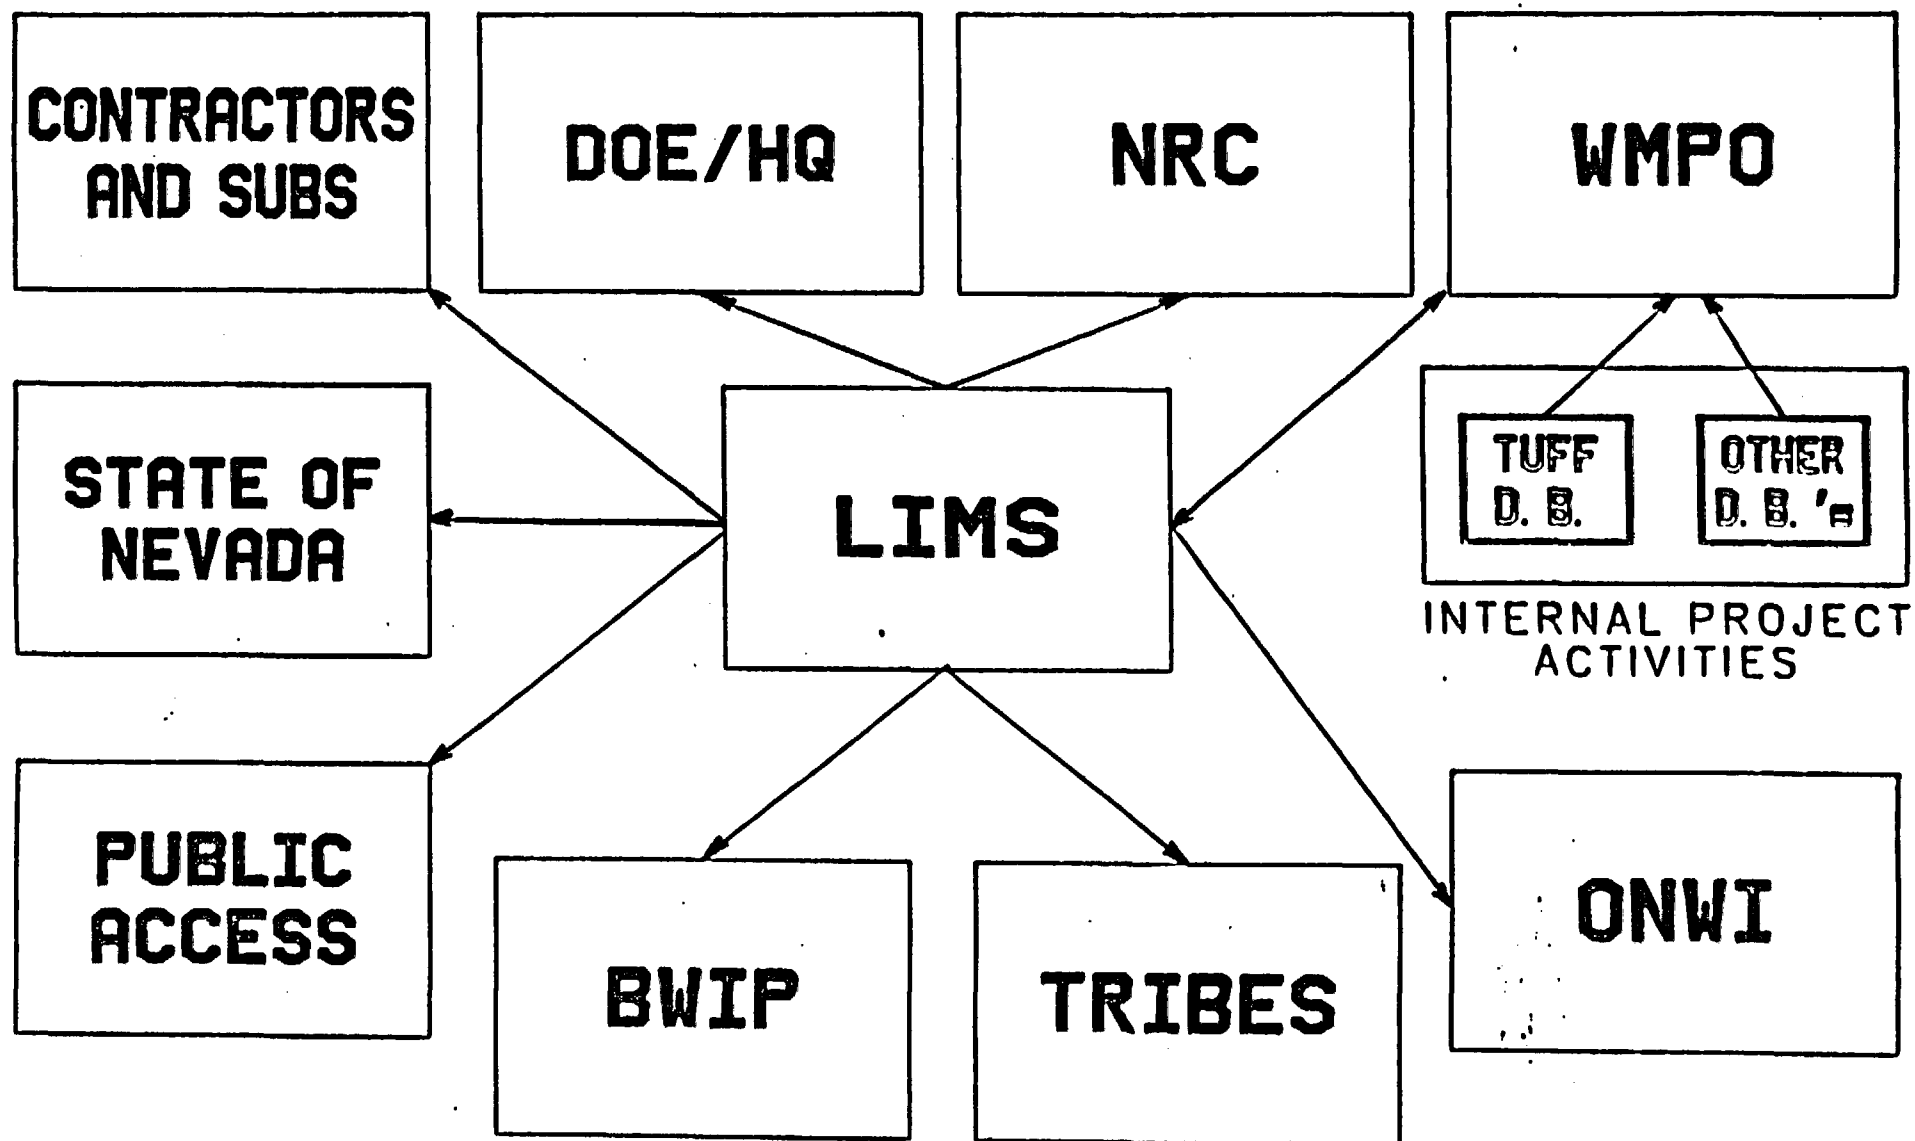 CONTRACTORS
AND SUBS
DOE/HQ
NRC
WMPO
STATE OF
NEVADA
LIMS
TUFF
D. B.
OTHER
D. B. 's
INTERNAL PROJECT
ACTIVITIES
PUBLIC
ACCESS
BWIP
TRIBES
ONWI